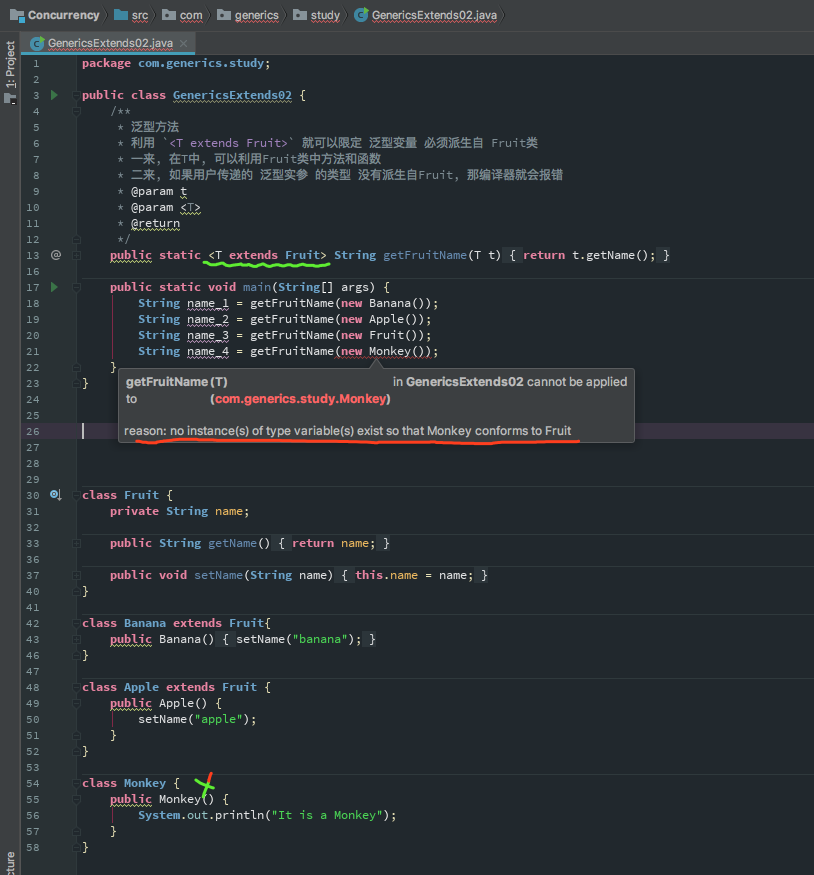 Concurrency src com generics study GenericsExtends02.java
GenericsExtends02.java
1: Project
1 package com.generics.study;
2
3 public class GenericsExtends02 {
4 /**
5 * 泛型方法
6 * 利用 `<T extends Fruit>` 就可以限定 泛型变量 必须派生自 Fruit类
7 * 一来, 在T中, 可以利用Fruit类中方法和函数
8 * 二来, 如果用户传递的 泛型实参 的类型 没有派生自Fruit, 那编译器就会报错
9 * @param t
10 * @param <T>
11 * @return
12 */
13 @ public static <T extends Fruit> String getFruitName(T t) { return t.getName(); }
16
17 public static void main(String[] args) {
18 String name_1 = getFruitName(new Banana());
19 String name_2 = getFruitName(new Apple());
20 String name_3 = getFruitName(new Fruit());
21 String name_4 = getFruitName(new Monkey());
22 }
23 }
getFruitName (T) in GenericsExtends02 cannot be applied
24
to (com.generics.study.Monkey)
25
26
reason: no instance(s) of type variable(s) exist so that Monkey conforms to Fruit
27
28
29
30 class Fruit {
31 private String name;
32
33 public String getName() { return name; }
36
37 public void setName(String name) { this.name = name; }
40 }
41
42 class Banana extends Fruit{
43 public Banana() { setName("banana"); }
46 }
47
48 class Apple extends Fruit {
49 public Apple() {
50 setName("apple");
51 }
52 }
53
54 class Monkey {
55 public Monkey() {
56 System.out.println("It is a Monkey");
57 }
58 }